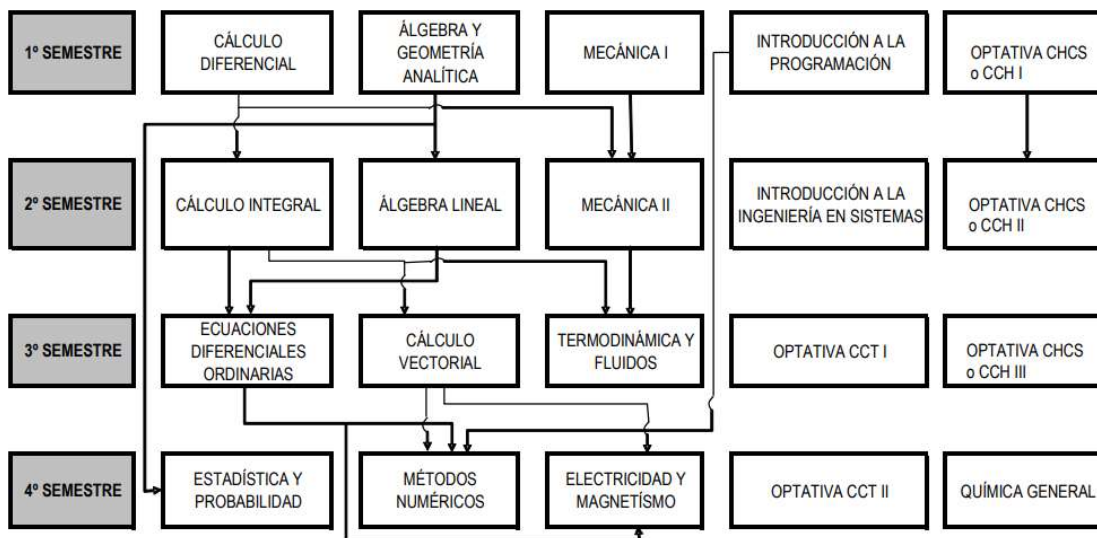 1º SEMESTRE
CÁLCULO
DIFERENCIAL
ÁLGEBRA Y
GEOMETRÍA
ANALÍTICA
MECÁNICA I
INTRODUCCIÓN A LA
PROGRAMACIÓN
OPTATIVA CHCS
o CCH I
2º SEMESTRE
CÁLCULO INTEGRAL
ÁLGEBRA LINEAL
MECÁNICA II
INTRODUCCIÓN A LA
INGENIERÍA EN SISTEMAS
OPTATIVA CHCS
o CCH II
3º SEMESTRE
ECUACIONES
DIFERENCIALES
ORDINARIAS
CÁLCULO
VECTORIAL
TERMODINÁMICA Y
FLUIDOS
OPTATIVA CCT I
OPTATIVA CHCS
o CCH III
4º SEMESTRE
ESTADÍSTICA Y
PROBABILIDAD
MÉTODOS
NUMÉRICOS
ELECTRICIDAD Y
MAGNETÍSMO
OPTATIVA CCT II
QUÍMICA GENERAL